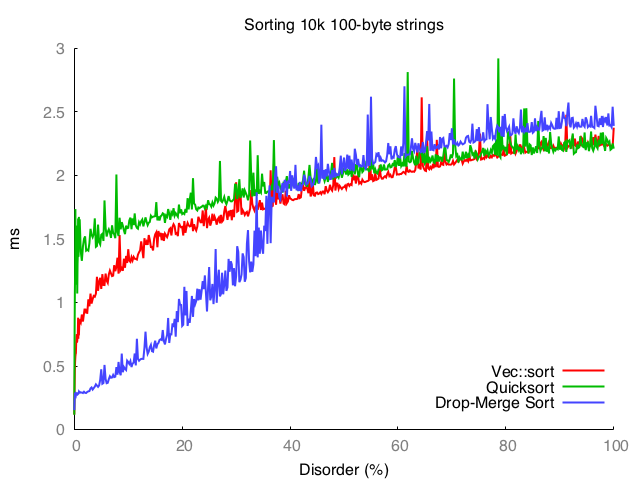 Sorting 10k 100-byte strings
3
2.5
2
1.5
1
0.5
0
ms
Vec::sort
Quicksort
Drop-Merge Sort
0 20 40 60 80 100
Disorder (%)